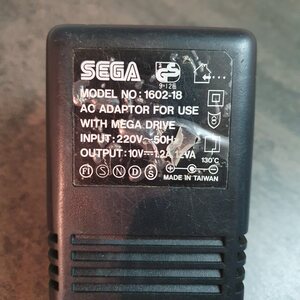 SEGA
MODEL NO: 1602-18
AC ADAPTOR FOR USE
WITH MEGA DRIVE
INPUT: 220V~50Hz
OUTPUT: 10V⎓1.2A 12VA
130°C
FI S N D S
MADE IN TAIWAN